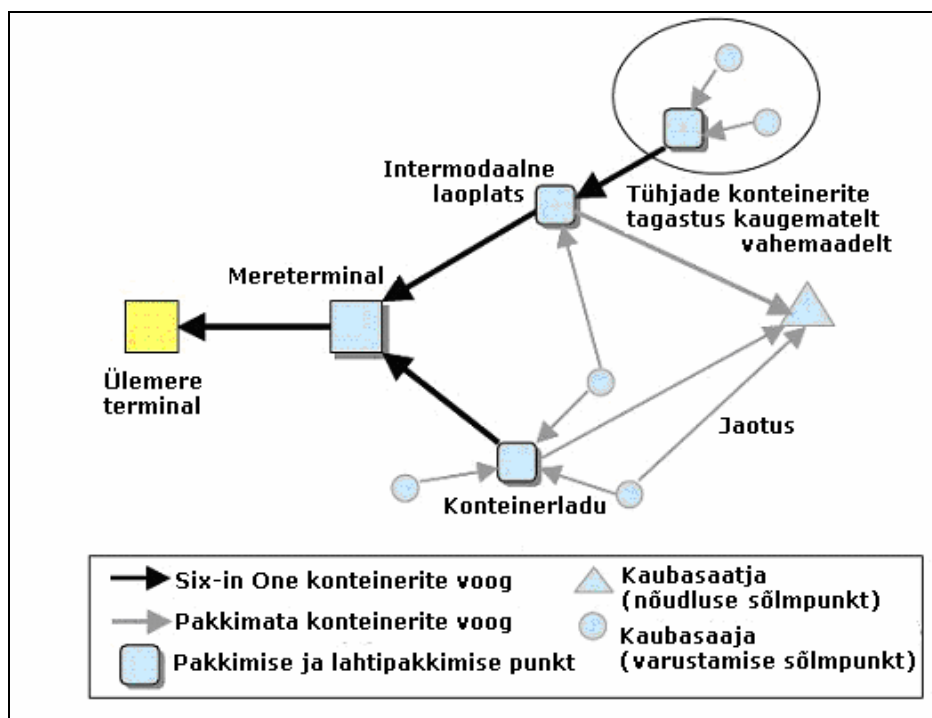 Intermodaalne
laoplats
Tühjade konteinerite
tagastus kaugematelt
vahemaadelt
Mereterminal
Ülemere
terminal
Jaotus
Konteinerladu
Six-in One konteinerite voog
Pakkimata konteinerite voog
Pakkimise ja lahtipakkimise punkt
Kaubasaatja
(nõudluse sõlmpunkt)
Kaubasaaja
(varustamise sõlmpunkt)